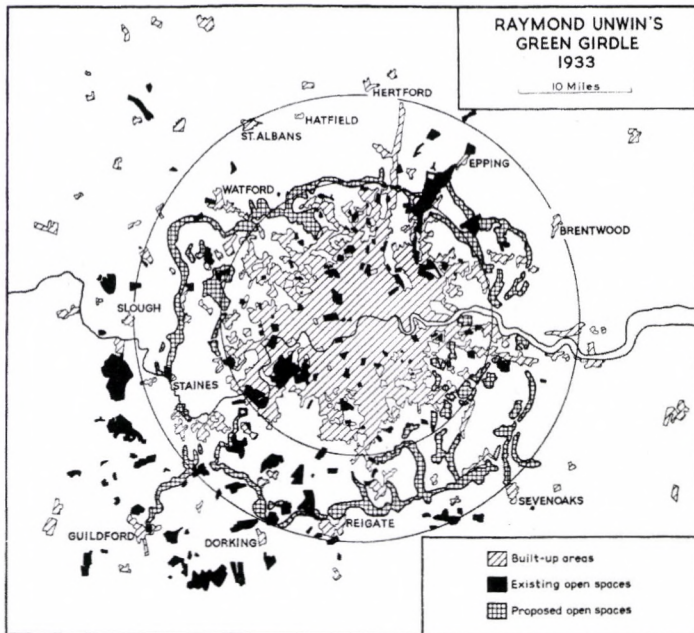 RAYMOND UNWIN'S
GREEN GIRDLE
1933
10 Miles
HERTFORD
HATFIELD
ST. ALBANS
EPPING
WATFORD
BRENTWOOD
SLOUGH
STAINES
SEVENOAKS
REIGATE
GUILDFORD
DORKING
Built-up areas
Existing open spaces
Proposed open spaces